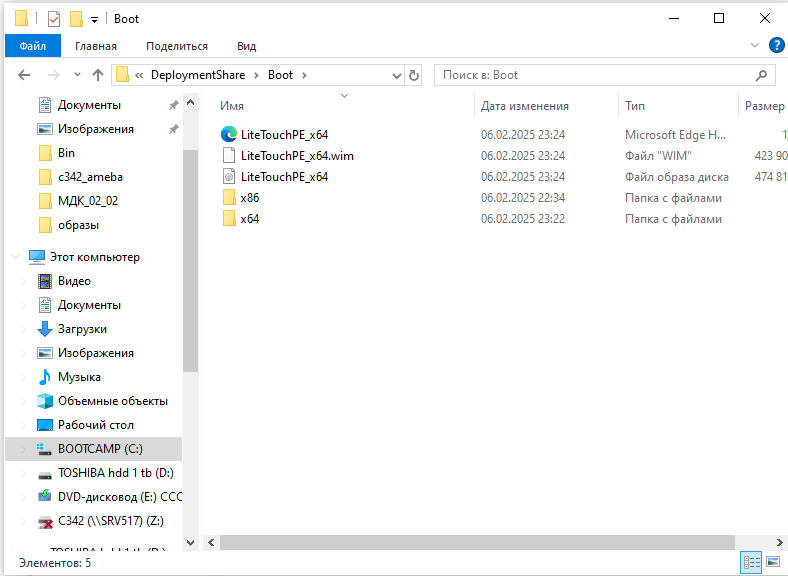 Boot
Файл Главная Поделиться Вид
« DeploymentShare > Boot > Поиск в: Boot
Документы
Изображения
Bin
c342_ameba
МДК_02_02
образы
Этот компьютер
Видео
Документы
Загрузки
Изображения
Музыка
Объемные объекты
Рабочий стол
BOOTCAMP (C:)
TOSHIBA hdd 1 tb (D:)
DVD-дисковод (E:) CCC
C342 (\\SRV517) (Z:)
TOSHIBA hdd 1 tb (D:)
Имя Дата изменения Тип Размер
LiteTouchPE_x64 06.02.2025 23:24 Microsoft Edge H... 1
LiteTouchPE_x64.wim 06.02.2025 23:24 Файл "WIM" 423 90
LiteTouchPE_x64 06.02.2025 23:24 Файл образа диска 474 81
x86 06.02.2025 22:34 Папка с файлами
x64 06.02.2025 23:22 Папка с файлами
Элементов: 5